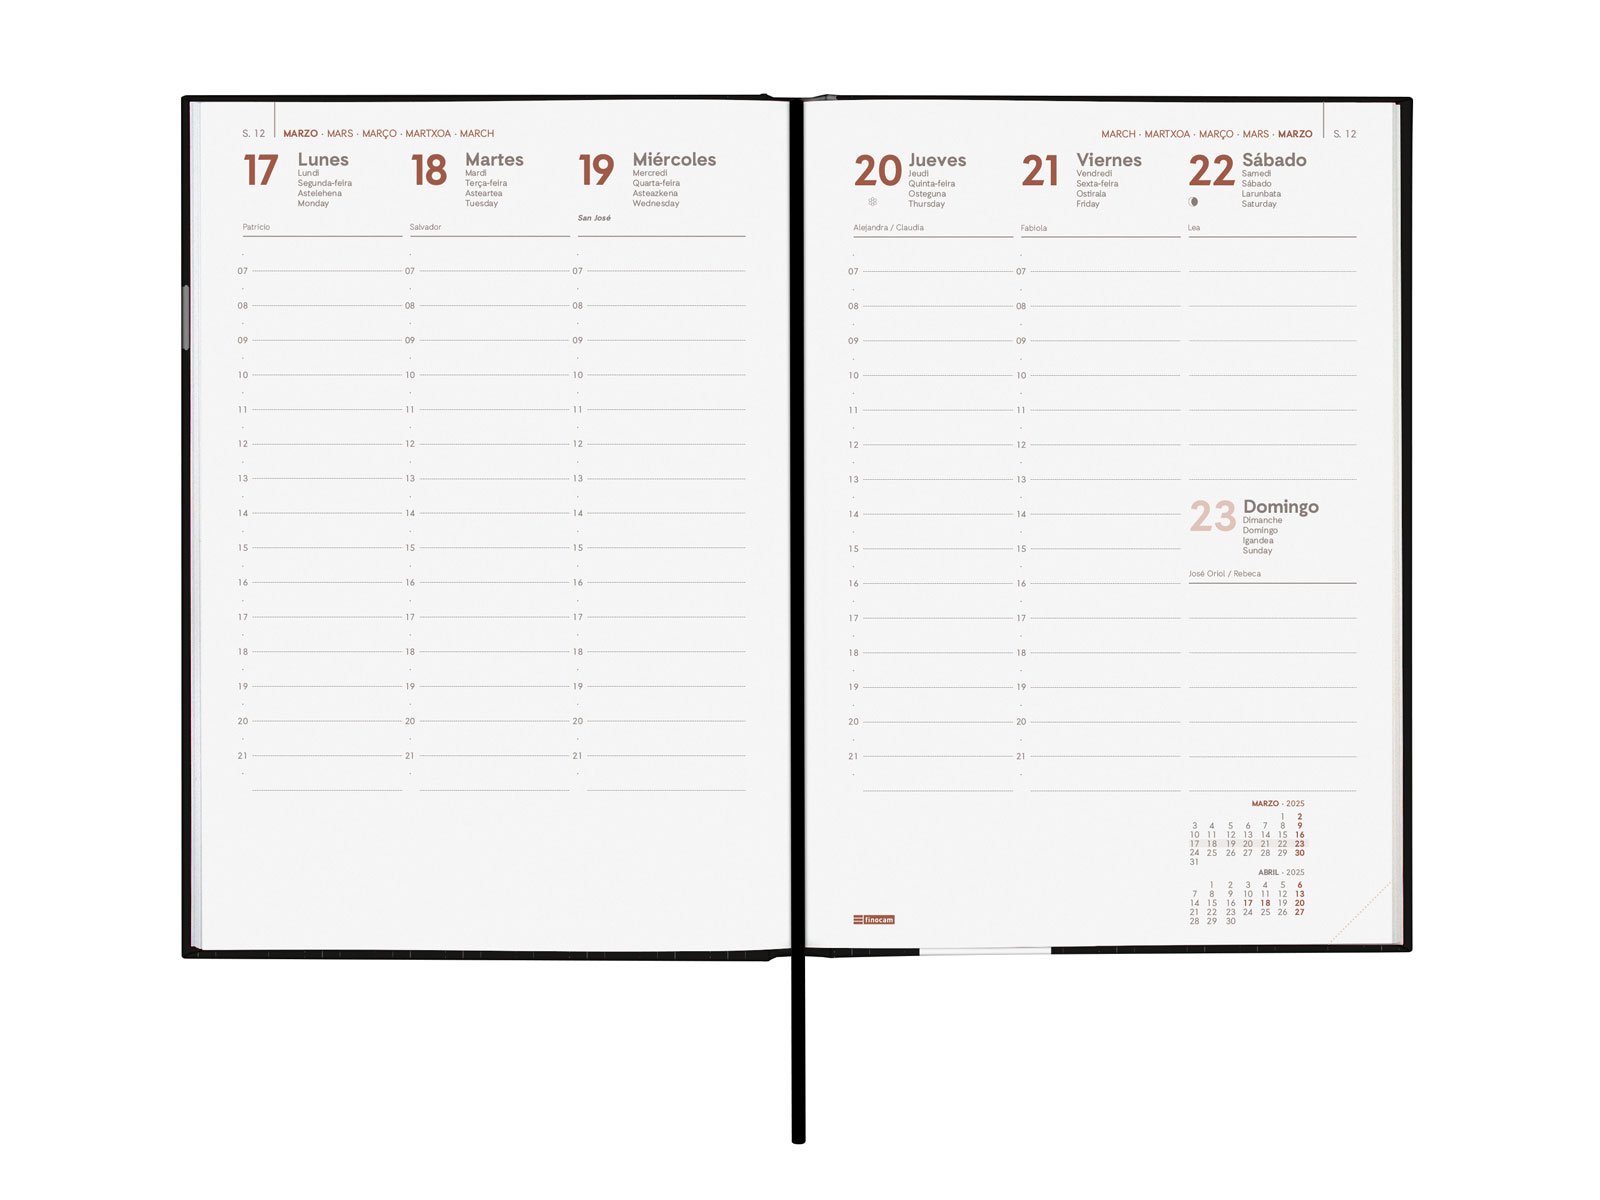 S. 12 MARZO · MARS · MARÇO · MARTXOA · MARCH
17 Lunes
Lundi
Segunda-feira
Astelehena
Monday
Patricio
18 Martes
Mardi
Terça-feira
Asteartea
Tuesday
Salvador
19 Miércoles
Mercredi
Quarta-feira
Asteazkena
Wednesday
San José
07 07 07
08 08 08
09 09 09
10 10 10
11 11 11
12 12 12
13 13 13
14 14 14
15 15 15
16 16 16
17 17 17
18 18 18
19 19 19
20 20 20
21 21 21
MARCH · MARTXOA · MARÇO · MARS · MARZO S. 12
20 Jueves
Jeudi
Quinta-feira
Osteguna
Thursday
Alejandra / Claudia
21 Viernes
Vendredi
Sexta-feira
Ostirala
Friday
Fabiola
22 Sábado
Samedi
Sábado
Larunbata
Saturday
Lea
07 07
08 08
09 09
10 10
11 11
12 12
13 13
14 14
15 15
16 16
17 17
18 18
19 19
20 20
21 21
23 Domingo
Dimanche
Domingo
Igandea
Sunday
José Oriol / Rebeca
MARZO - 2025
1 2
3 4 5 6 7 8 9
10 11 12 13 14 15 16
17 18 19 20 21 22 23
24 25 26 27 28 29 30
31
ABRIL - 2025
1 2 3 4 5 6
7 8 9 10 11 12 13
14 15 16 17 18 19 20
21 22 23 24 25 26 27
28 29 30
finocam